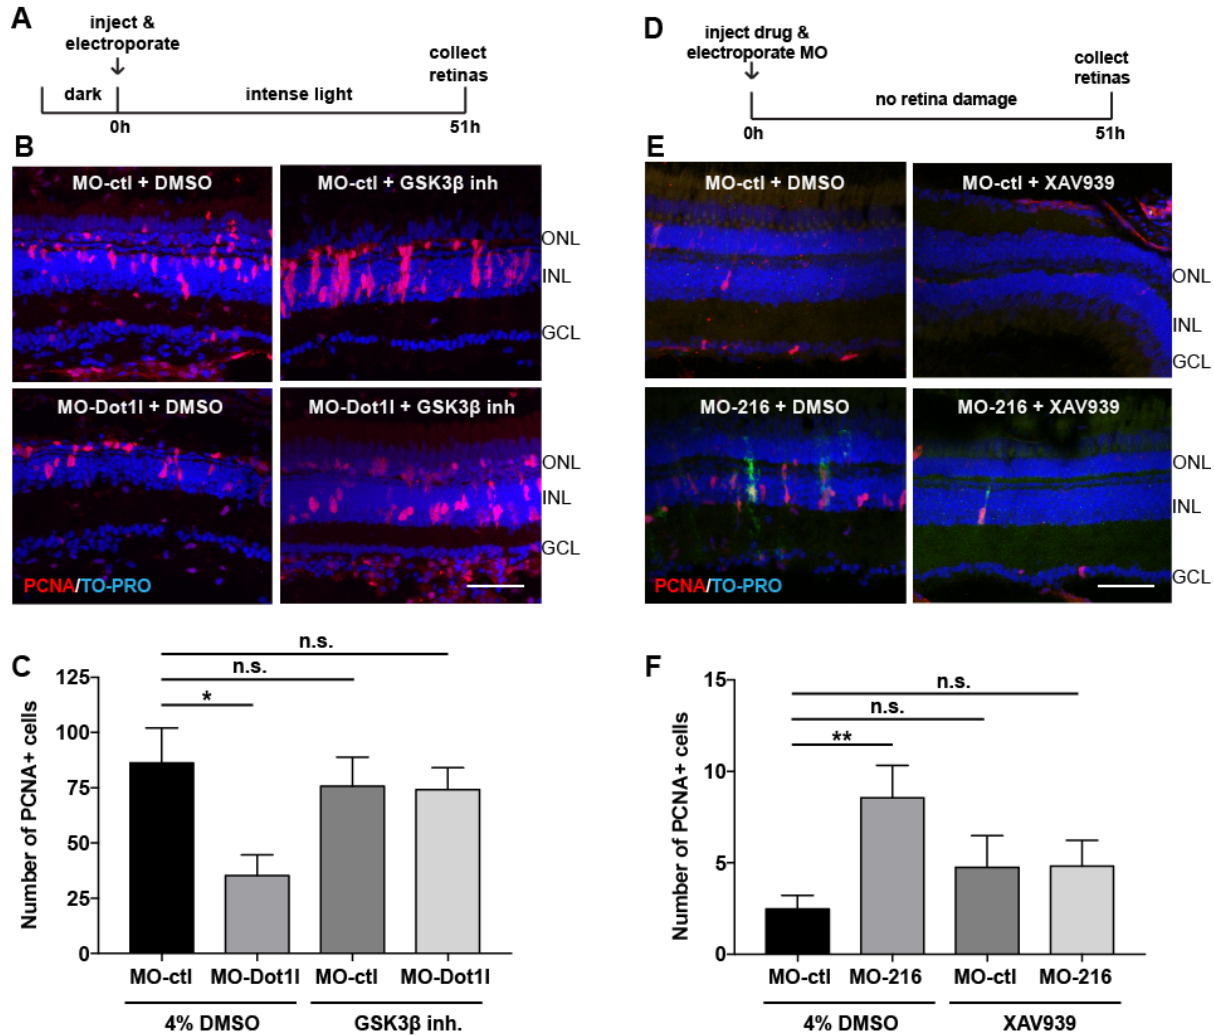 A
inject &
electroporate
collect
retinas
dark
intense light
0h
51h
B
MO-ctl + DMSO
MO-ctl + GSK3β inh
ONL
INL
GCL
MO-Dot1l + DMSO
MO-Dot1l + GSK3β inh
ONL
INL
GCL
PCNA/TO-PRO
C
n.s.
n.s.
*
Number of PCNA+ cells
125
100
75
50
25
0
MO-ctl MO-Dot1l MO-ctl MO-Dot1l
4% DMSO GSK3β inh.
D
inject drug &
electroporate MO
collect
retinas
no retina damage
0h
51h
E
MO-ctl + DMSO
MO-ctl + XAV939
ONL
INL
GCL
MO-216 + DMSO
MO-216 + XAV939
ONL
INL
GCL
PCNA/TO-PRO
F
n.s.
n.s.
**
Number of PCNA+ cells
15
10
5
0
MO-ctl MO-216 MO-ctl MO-216
4% DMSO XAV939